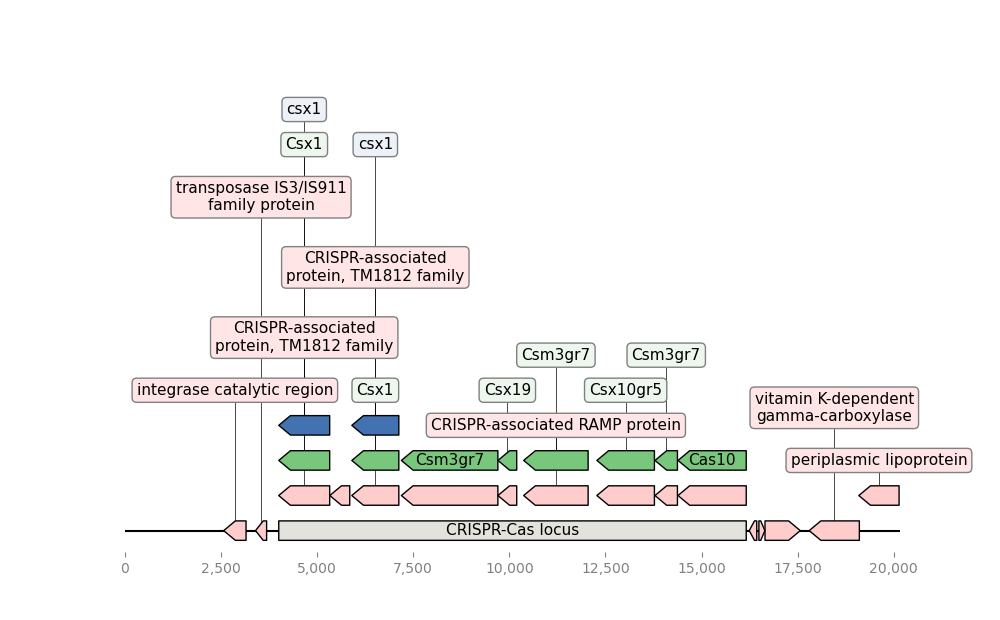 csx1
Csx1
csx1
transposase IS3/IS911
family protein
CRISPR-associated
protein, TM1812 family
CRISPR-associated
protein, TM1812 family
Csm3gr7
Csm3gr7
integrase catalytic region
Csx1
Csx19
Csx10gr5
vitamin K-dependent
gamma-carboxylase
CRISPR-associated RAMP protein
Csm3gr7
Cas10
periplasmic lipoprotein
CRISPR-Cas locus
0
2,500
5,000
7,500
10,000
12,500
15,000
17,500
20,000